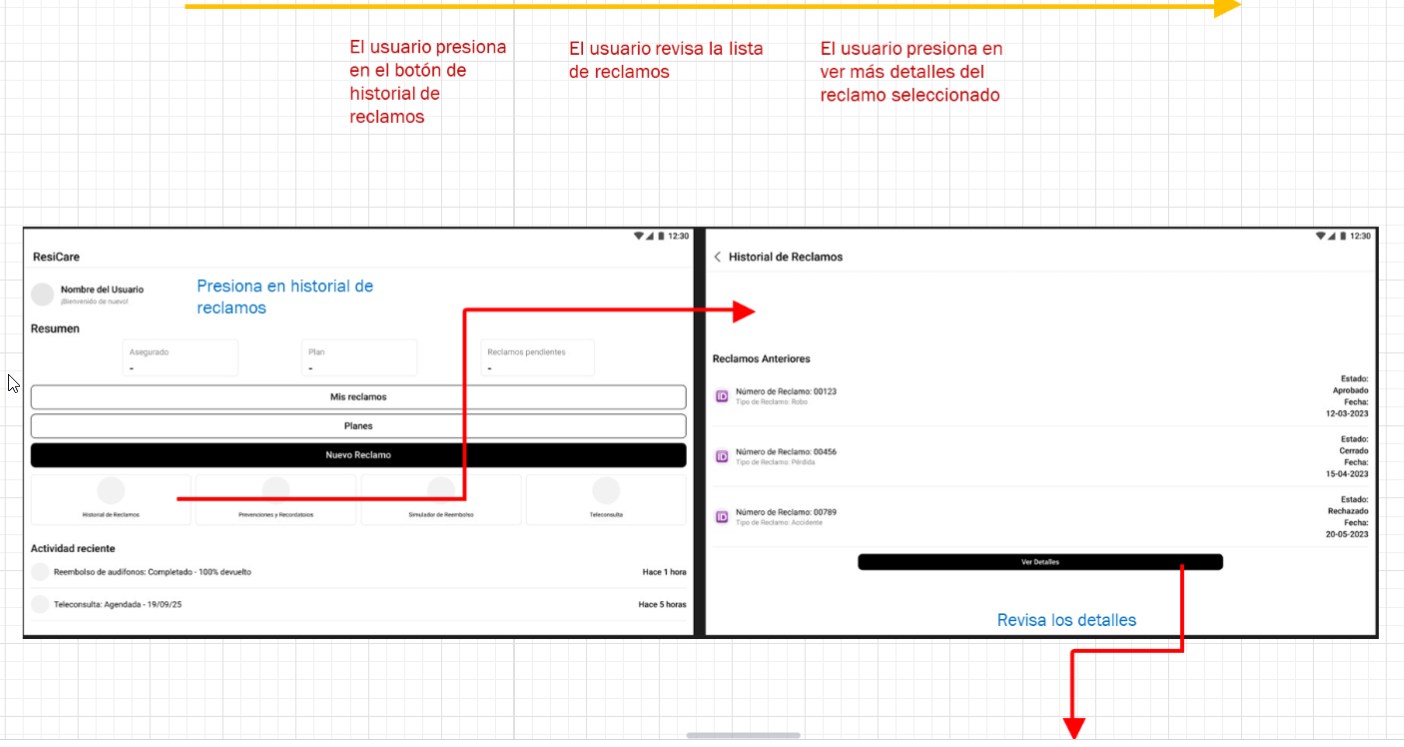 El usuario presiona
en el botón de
historial de
reclamos
El usuario revisa la lista
de reclamos
El usuario presiona en
ver más detalles del
reclamo seleccionado
12:30
ResiCare
Nombre del Usuario
¡Bienvenido de nuevo!
Presiona en historial de
reclamos
Resumen
Asegurado
-
Plan
-
Reclamos pendientes
-
Mis reclamos
Planes
Nuevo Reclamo
Historial de Reclamos
Prevenciones y Recordatoios
Simulador de Reembolso
Teleconsulta
Actividad reciente
Reembolso de audífonos: Completado - 100% devuelto
Hace 1 hora
Teleconsulta: Agendada - 19/09/25
Hace 5 horas
12:30
Historial de Reclamos
Reclamos Anteriores
ID
Número de Reclamo: 00123
Tipo de Reclamo: Robo
Estado:
Aprobado
Fecha:
12-03-2023
ID
Número de Reclamo: 00456
Tipo de Reclamo: Pérdida
Estado:
Cerrado
Fecha:
15-04-2023
ID
Número de Reclamo: 00789
Tipo de Reclamo: Accidente
Estado:
Rechazado
Fecha:
20-05-2023
Ver Detalles
Revisa los detalles